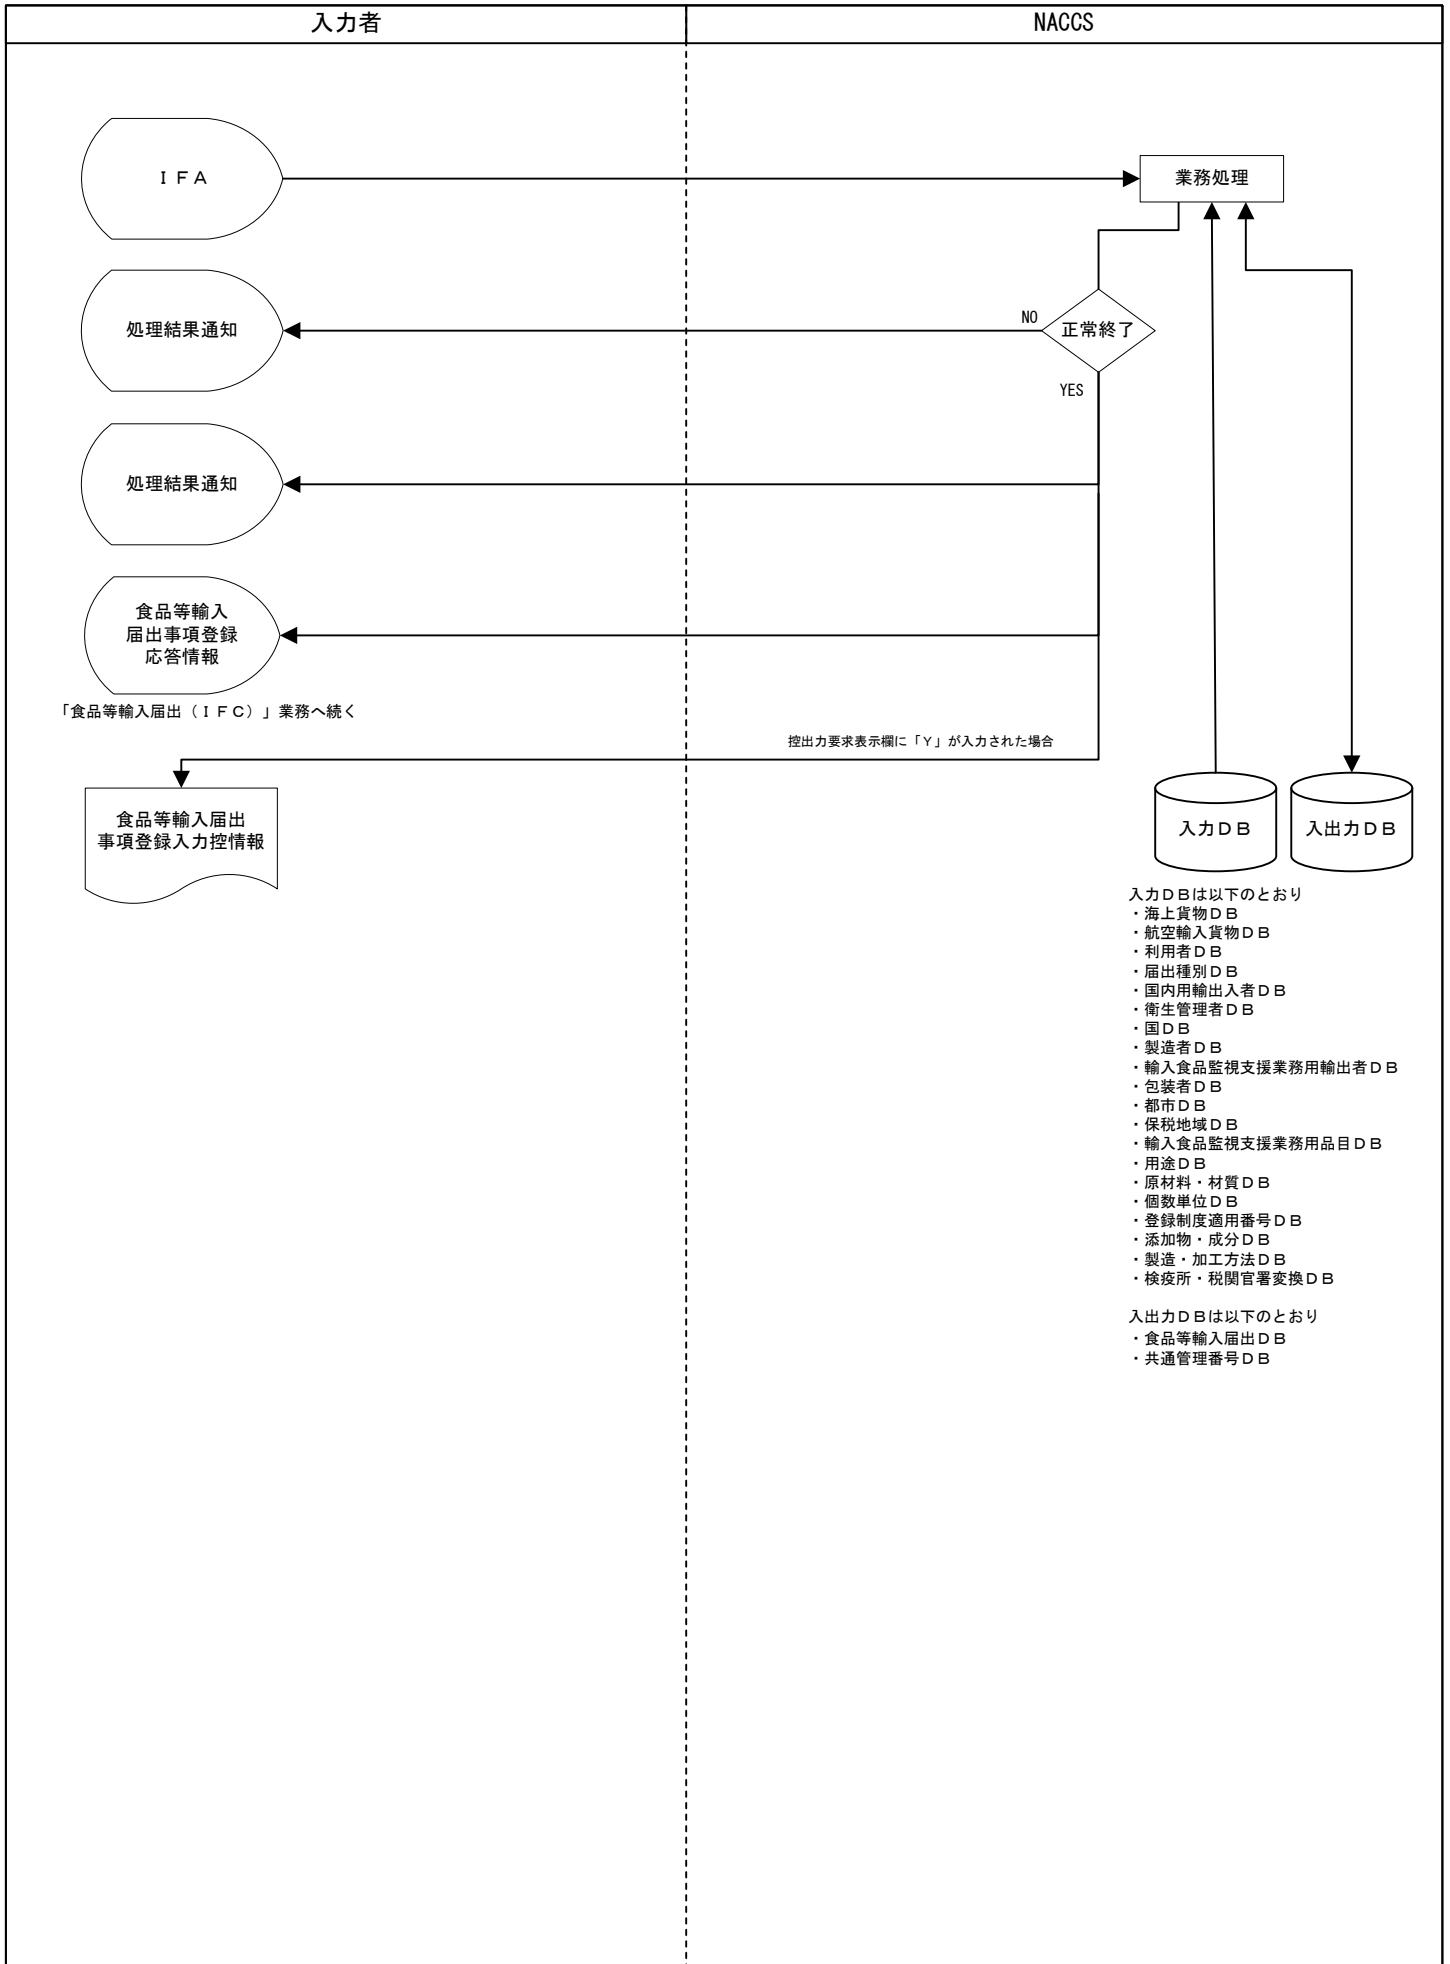 入力者
NACCS
ＩＦＡ
業務処理
処理結果通知
NO
正常終了
YES
処理結果通知
食品等輸入
届出事項登録
応答情報
「食品等輸入届出（ＩＦＣ）」業務へ続く
控出力要求表示欄に「Ｙ」が入力された場合
食品等輸入届出
事項登録入力控情報
入力ＤＢ
入出力ＤＢ
入力ＤＢは以下のとおり
・海上貨物ＤＢ
・航空輸入貨物ＤＢ
・利用者ＤＢ
・届出種別ＤＢ
・国内用輸出入者ＤＢ
・衛生管理者ＤＢ
・国ＤＢ
・製造者ＤＢ
・輸入食品監視支援業務用輸出者ＤＢ
・包装者ＤＢ
・都市ＤＢ
・保税地域ＤＢ
・輸入食品監視支援業務用品目ＤＢ
・用途ＤＢ
・原材料・材質ＤＢ
・個数単位ＤＢ
・登録制度適用番号ＤＢ
・添加物・成分ＤＢ
・製造・加工方法ＤＢ
・検疫所・税関官署変換ＤＢ
入出力ＤＢは以下のとおり
・食品等輸入届出ＤＢ
・共通管理番号ＤＢ